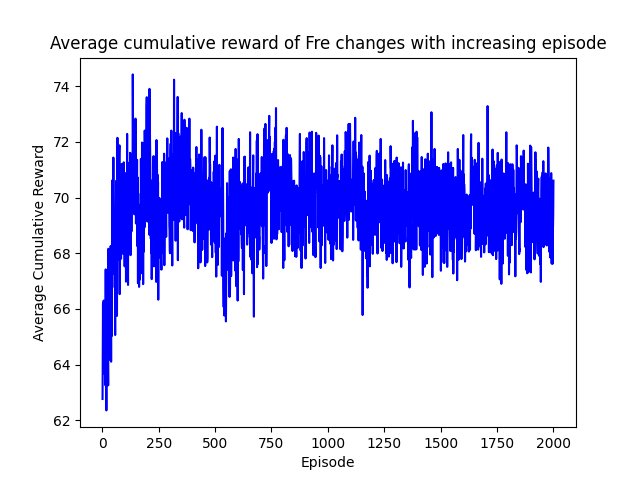 Average cumulative reward of Fre changes with increasing episode
74
72
70
68
66
64
62
Average Cumulative Reward
0 250 500 750 1000 1250 1500 1750 2000
Episode